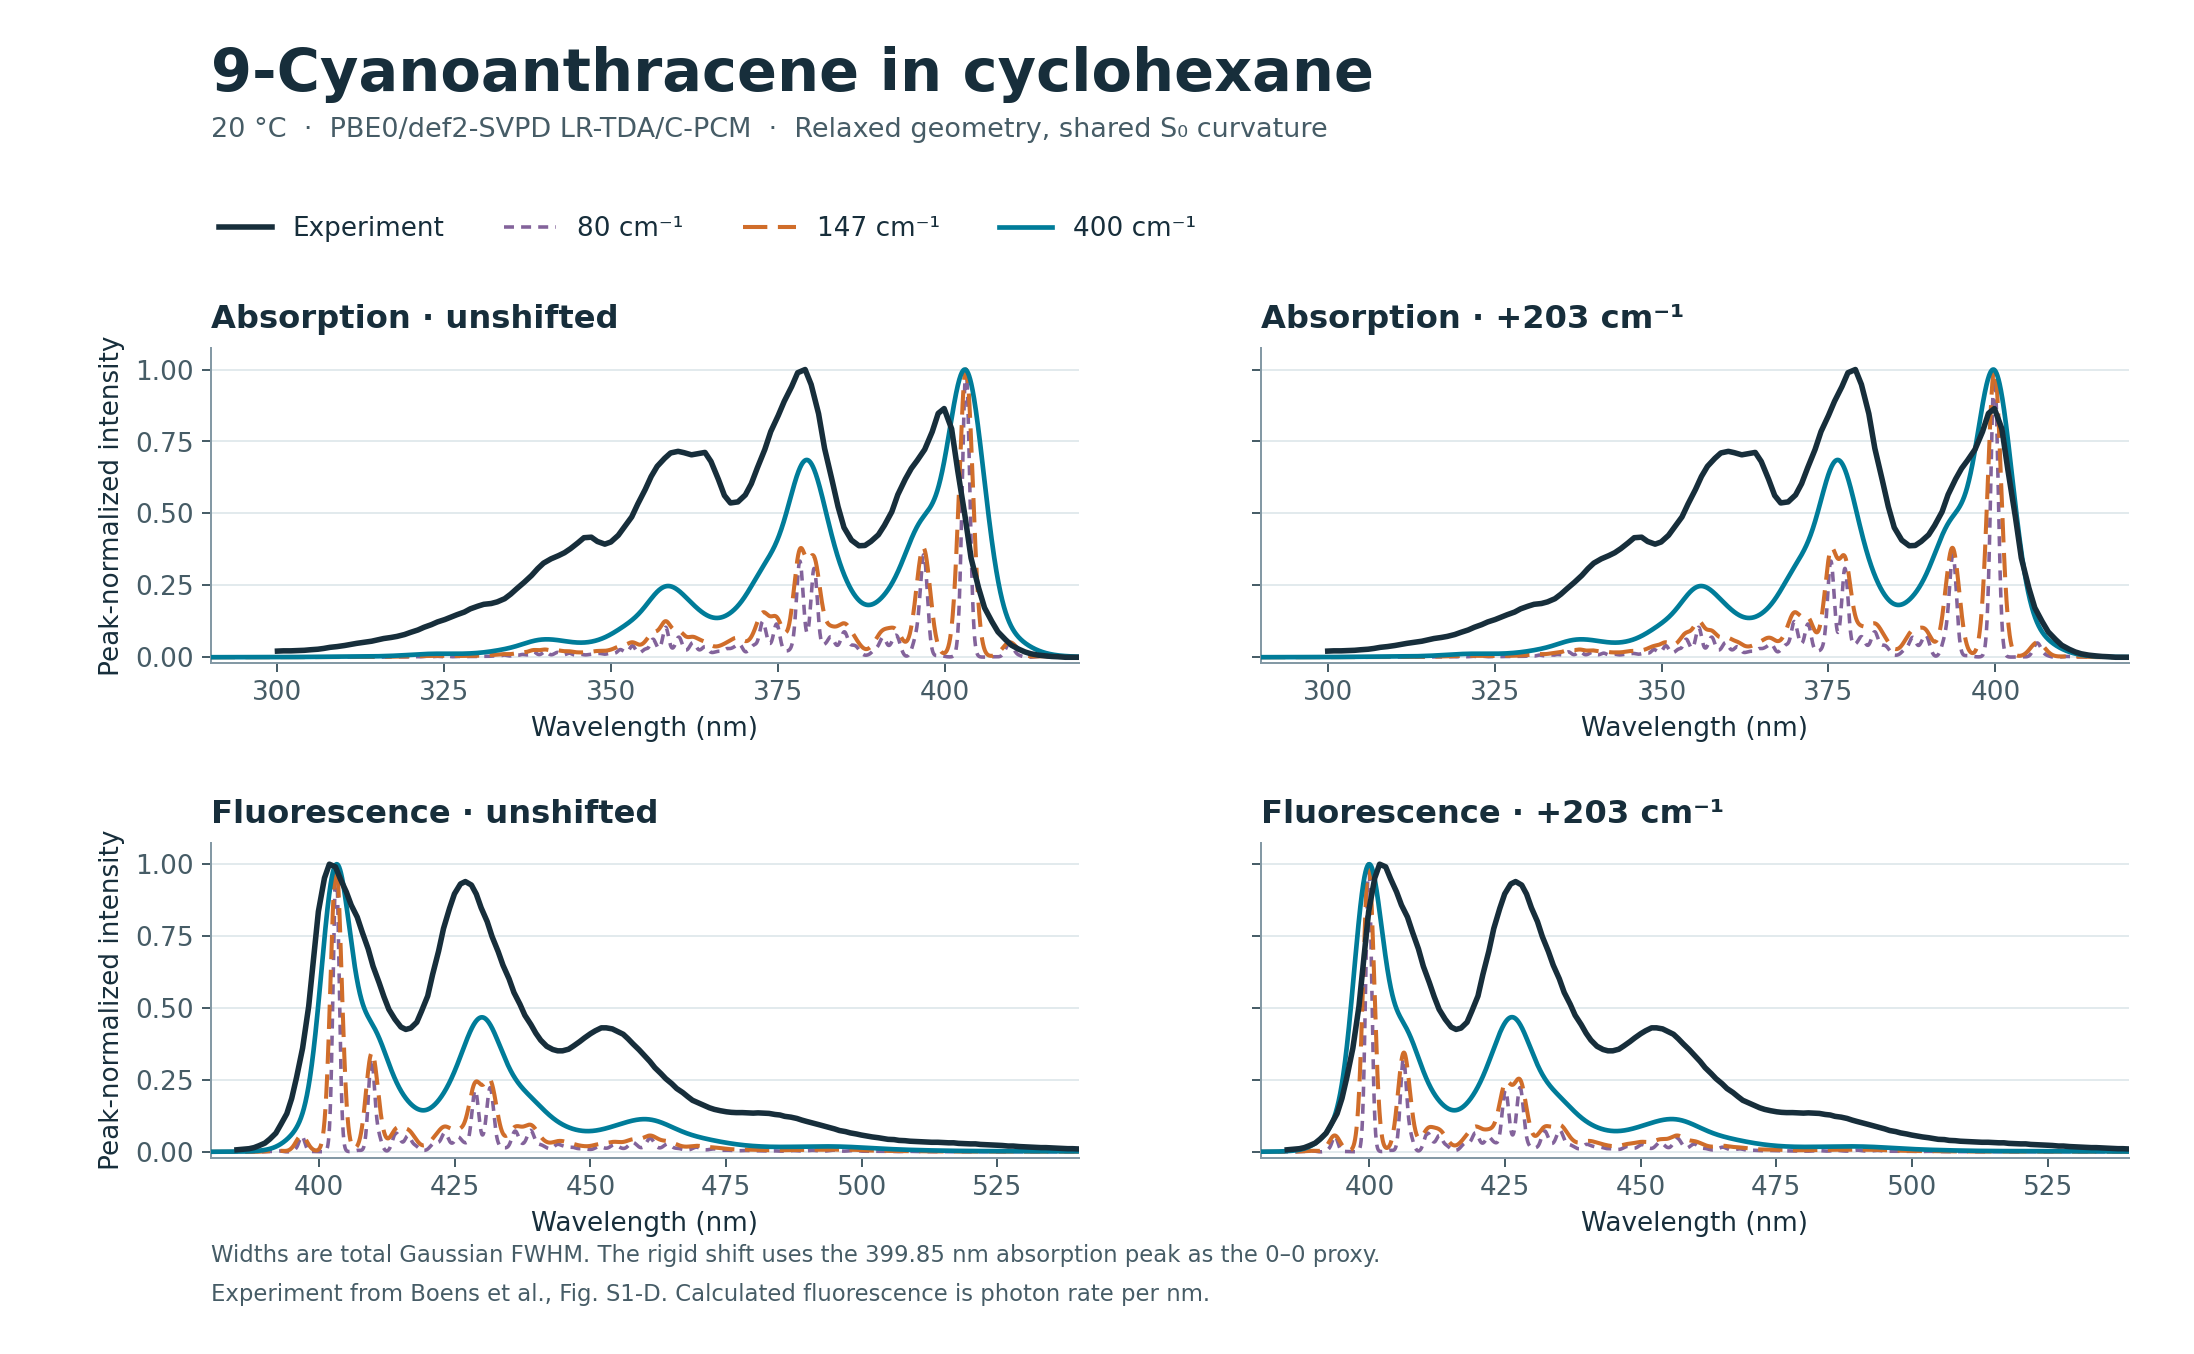 9-Cyanoanthracene in cyclohexane
20 °C · PBE0/def2-SVPD LR-TDA/C-PCM · Relaxed geometry, shared S₀ curvature
Experiment 80 cm⁻¹ 147 cm⁻¹ 400 cm⁻¹
Absorption · unshifted
Peak-normalized intensity
1.00
0.75
0.50
0.25
0.00
300 325 350 375 400
Wavelength (nm)
Absorption · +203 cm⁻¹
300 325 350 375 400
Wavelength (nm)
Fluorescence · unshifted
Peak-normalized intensity
1.00
0.75
0.50
0.25
0.00
400 425 450 475 500 525
Wavelength (nm)
Fluorescence · +203 cm⁻¹
400 425 450 475 500 525
Wavelength (nm)
Widths are total Gaussian FWHM. The rigid shift uses the 399.85 nm absorption peak as the 0–0 proxy.
Experiment from Boens et al., Fig. S1-D. Calculated fluorescence is photon rate per nm.